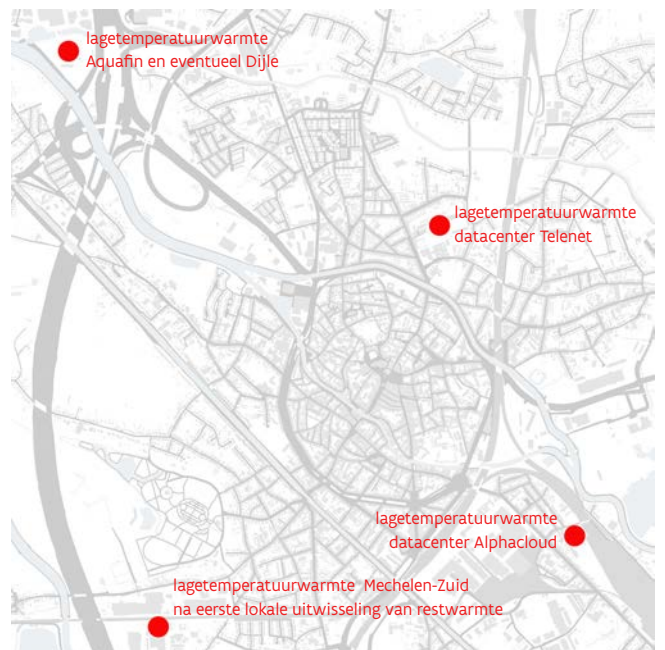 lagetemperatuurwarmte
Aquafin en eventueel Dijle
lagetemperatuurwarmte
datacenter Telenet
lagetemperatuurwarmte
datacenter Alphacloud
lagetemperatuurwarmte Mechelen-Zuid
na eerste lokale uitwisseling van restwarmte